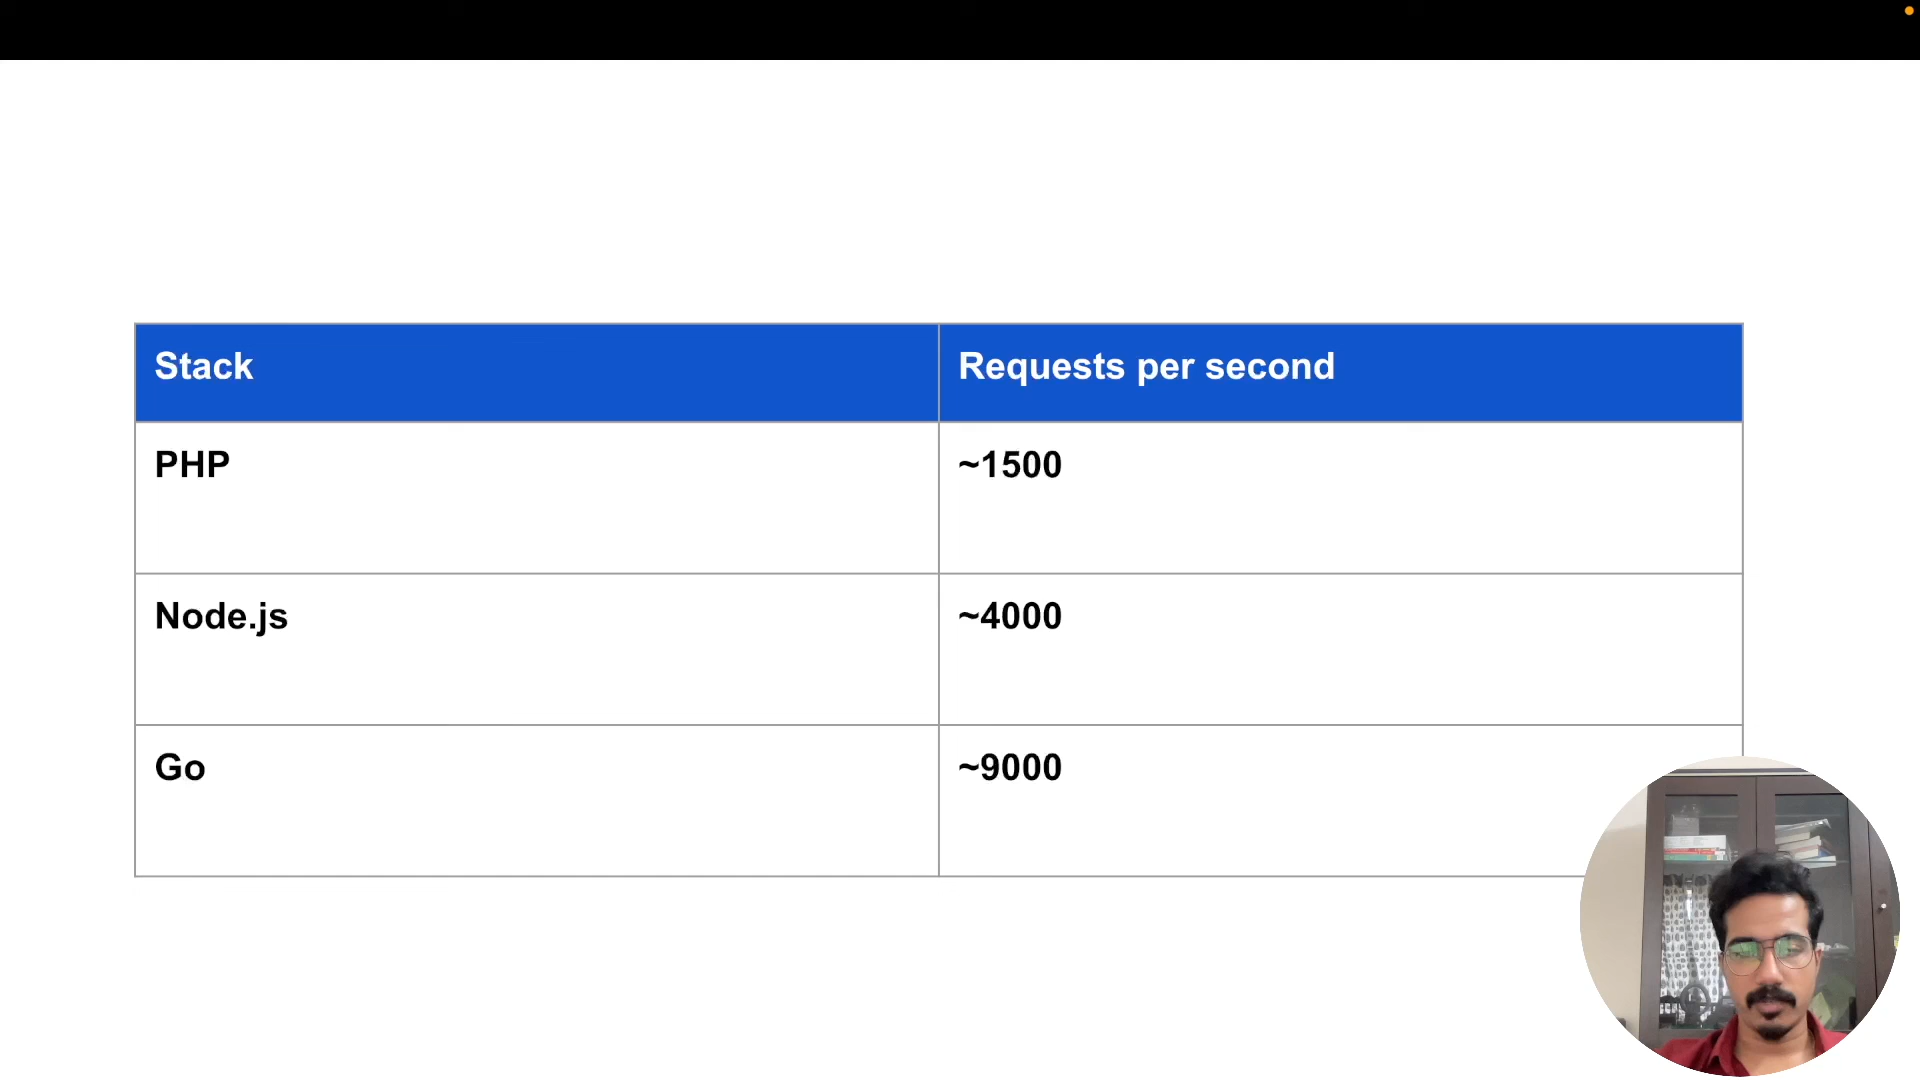 Stack Requests per second
PHP ~1500
Node.js ~4000
Go ~9000